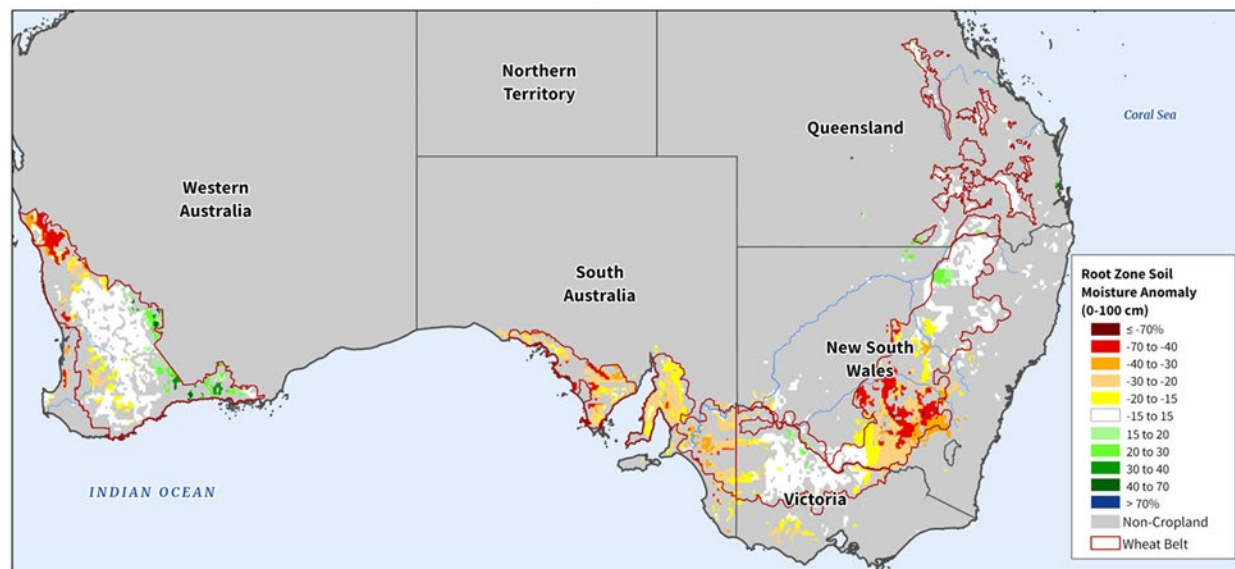 Northern
Territory
Queensland
Coral Sea
Western
Australia
South
Australia
New South
Wales
Victoria
INDIAN OCEAN
Root Zone Soil
Moisture Anomaly
(0-100 cm)
≤ -70%
-70 to -40
-40 to -30
-30 to -20
-20 to -15
-15 to 15
15 to 20
20 to 30
30 to 40
40 to 70
> 70%
Non-Cropland
Wheat Belt